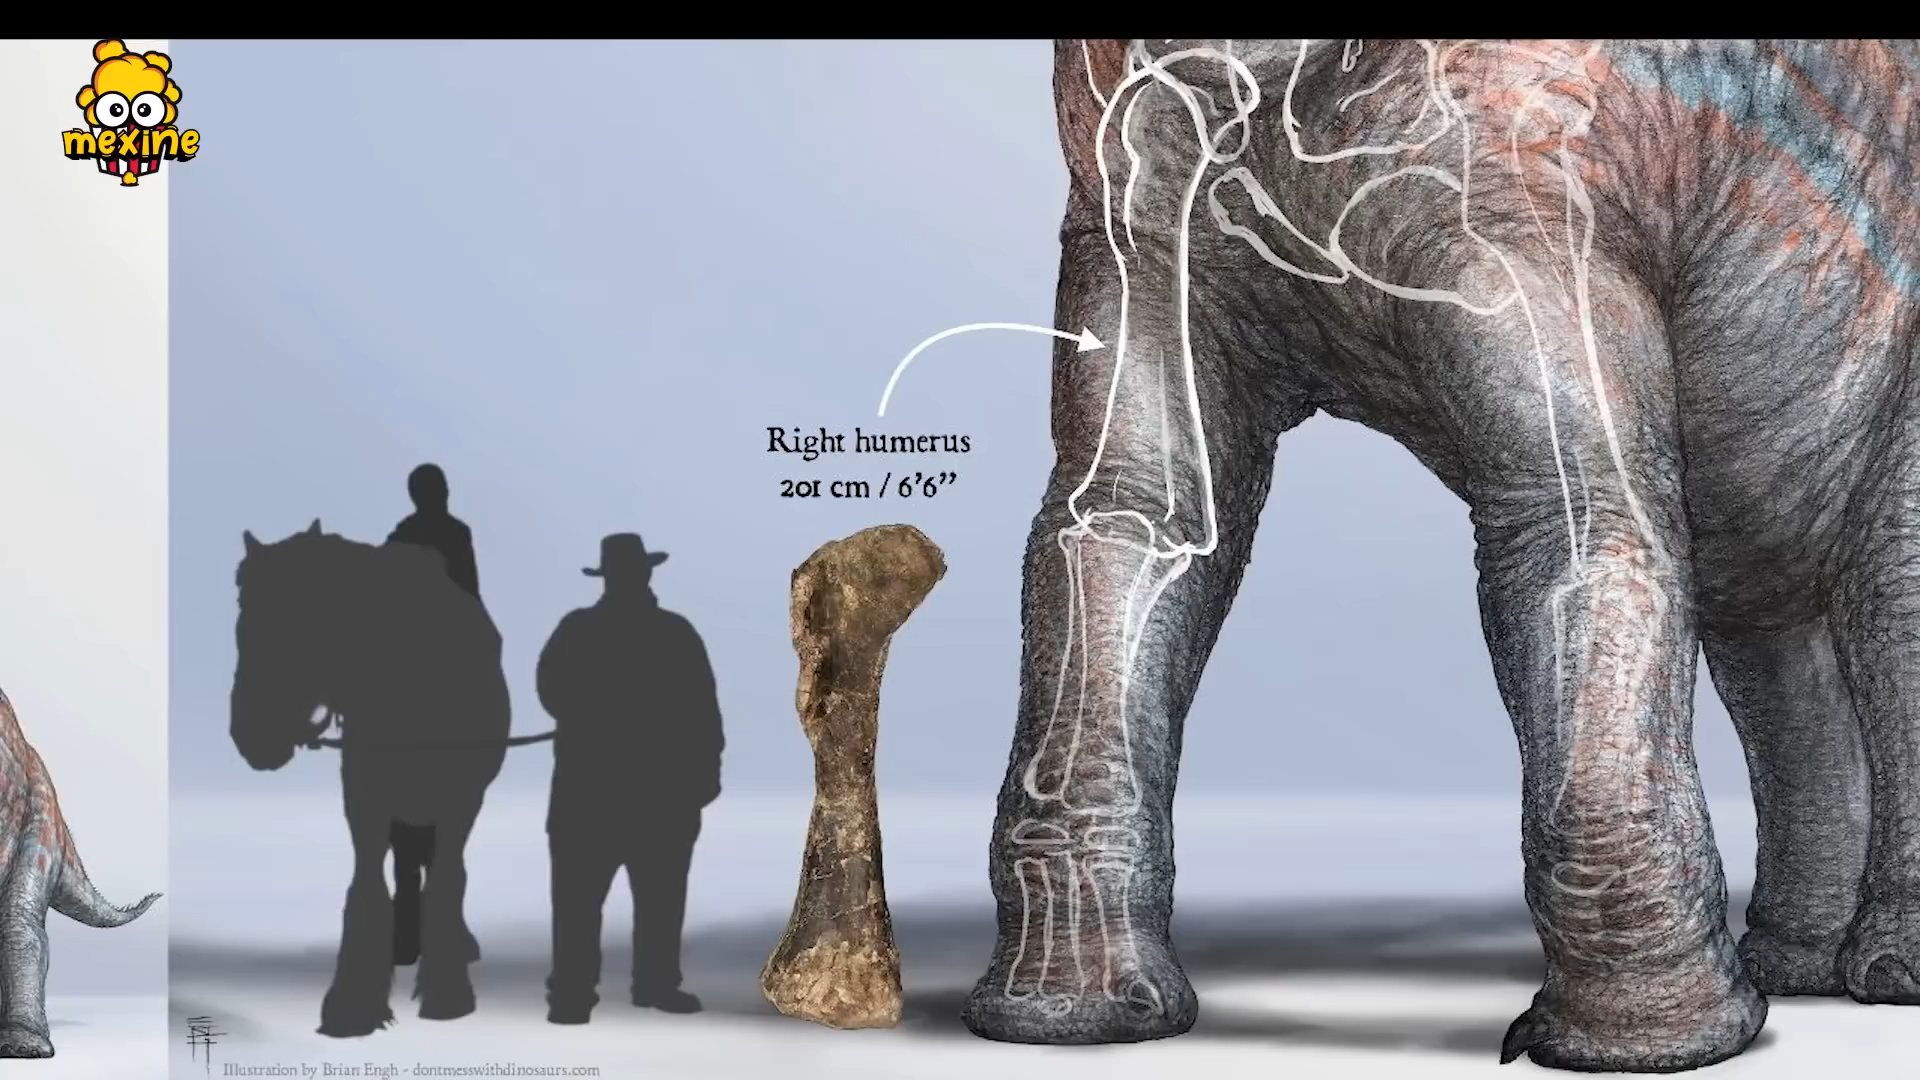 mexine
Right humerus
201 cm / 6'6”
Illustration by Brian Engh - dontmesswithdinosaurs.com